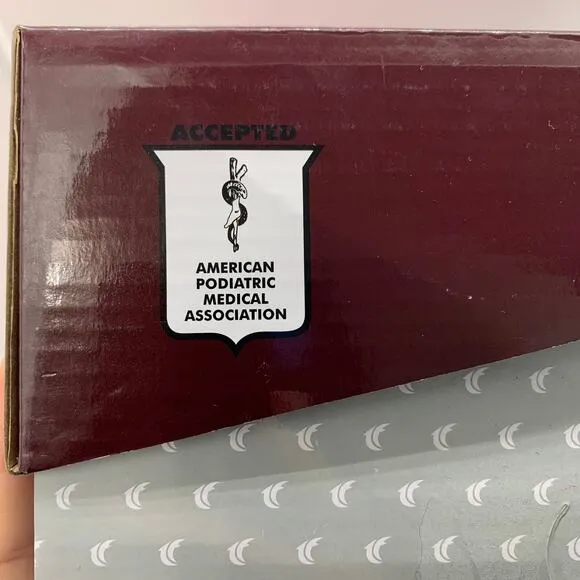 ACCEPTED
AMERICAN
PODIATRIC
MEDICAL
ASSOCIATION